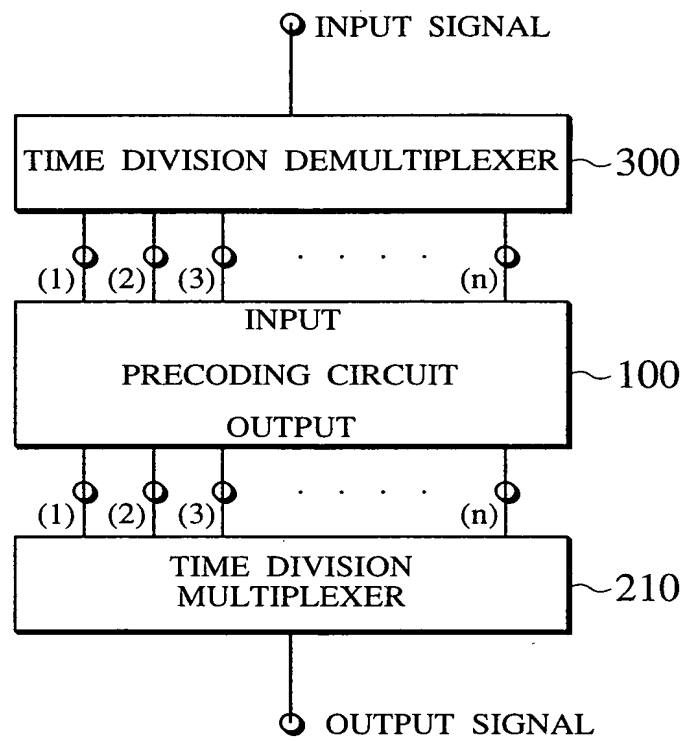 INPUT SIGNAL
TIME DIVISION DEMULTIPLEXER
300
(1) (2) (3) . . . . (n)
INPUT
PRECODING CIRCUIT
100
OUTPUT
(1) (2) (3) . . . . (n)
TIME DIVISION
MULTIPLEXER
210
OUTPUT SIGNAL